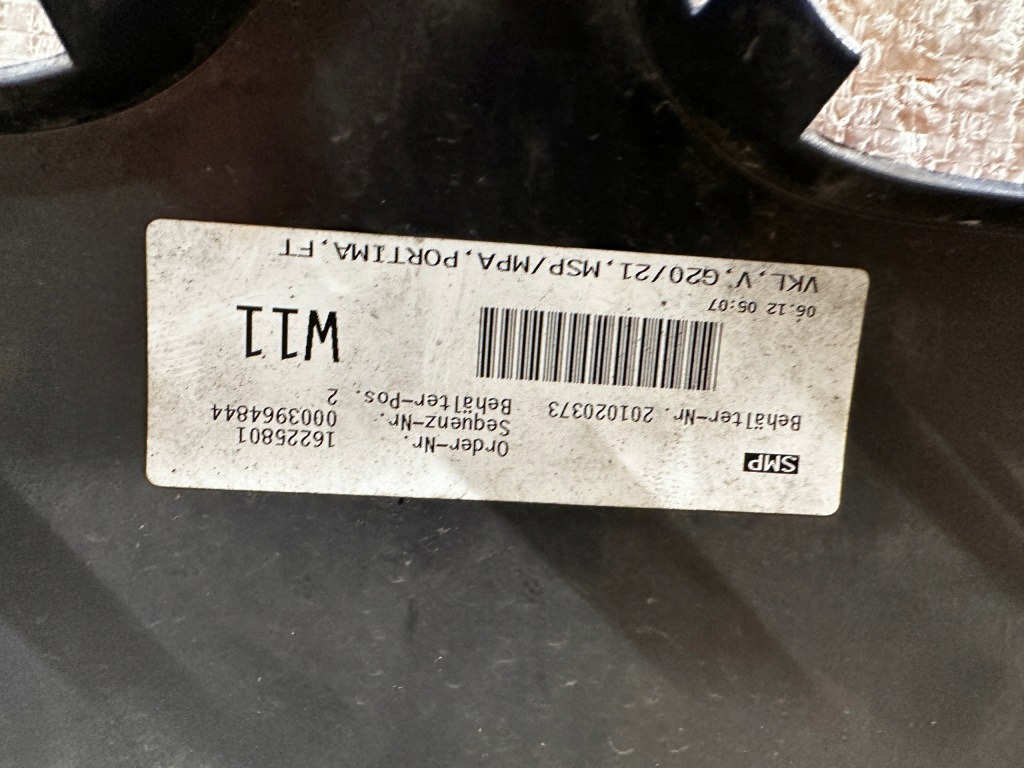 SMP
Order-Nr. 16225801
Sequenz-Nr. 0003964844
Behälter-Nr. 201020373 Behälter-Pos. 2
06.12 05:07
W11
VKL,V,G20/21,MSP/MPA,PORTIMA,FT